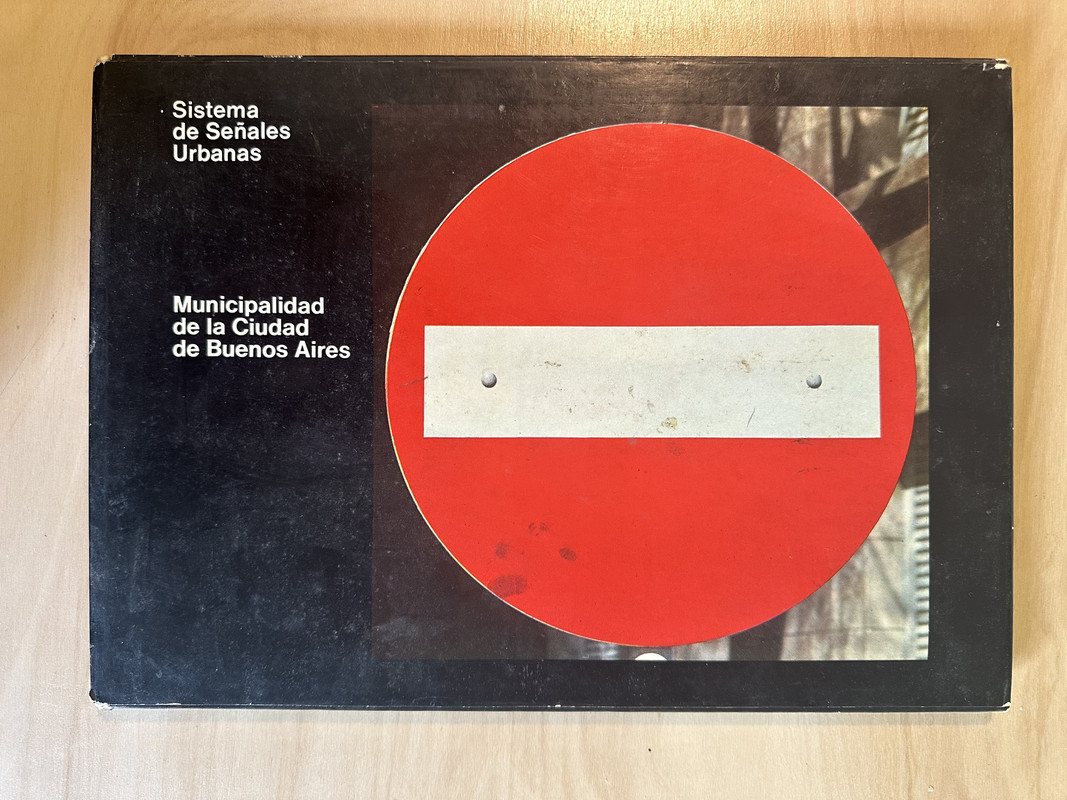 Sistema
de Señales
Urbanas
Municipalidad
de la Ciudad
de Buenos Aires